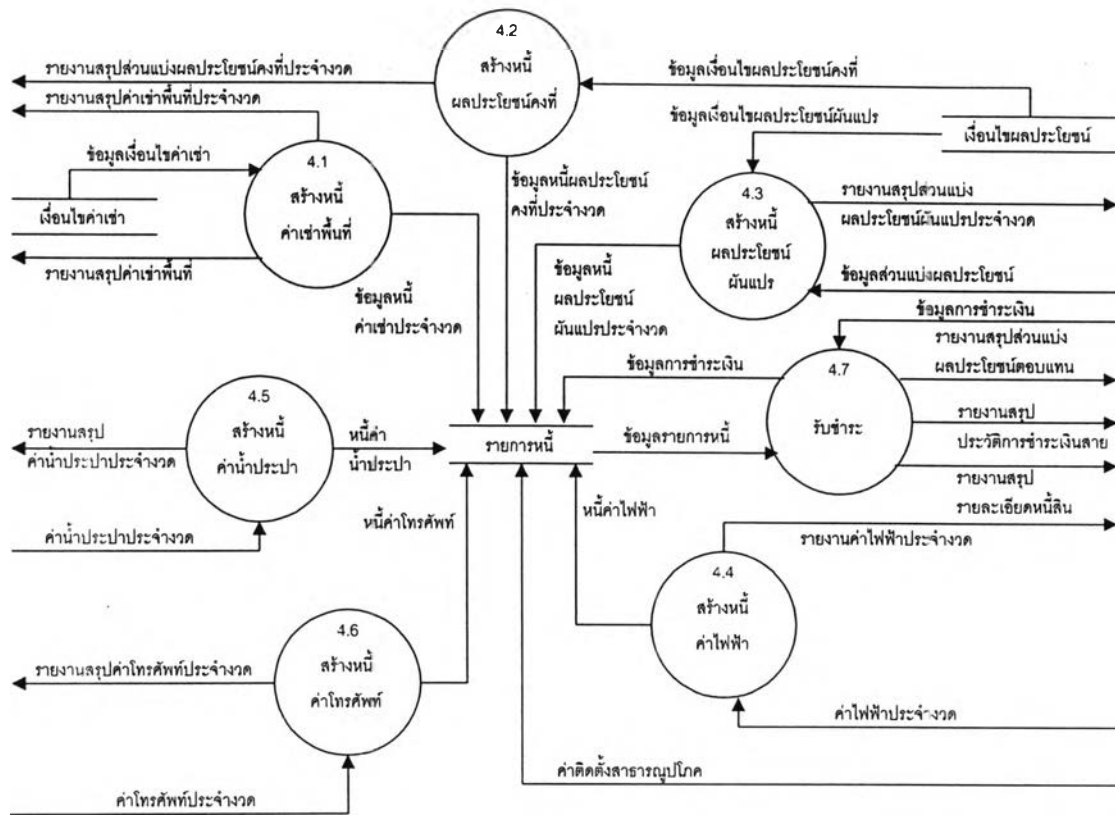 4.2
สร้างหนี้
ผลประโยชน์คงที่
รายงานสรุปส่วนแบ่งผลประโยชน์คงที่ประจำงวด
ข้อมูลเงื่อนไขผลประโยชน์คงที่
รายงานสรุปค่าเช่าพื้นที่ประจำงวด
ข้อมูลเงื่อนไขผลประโยชน์ผันแปร
เงื่อนไขผลประโยชน์
ข้อมูลเงื่อนไขค่าเช่า
4.1
สร้างหนี้
ค่าเช่าพื้นที่
เงื่อนไขค่าเช่า
รายงานสรุปค่าเช่าพื้นที่
ข้อมูลหนี้ผลประโยชน์
คงที่ประจำงวด
4.3
สร้างหนี้
ผลประโยชน์
ผันแปร
รายงานสรุปส่วนแบ่ง
ผลประโยชน์ผันแปรประจำงวด
ข้อมูลส่วนแบ่งผลประโยชน์
ข้อมูลหนี้
ค่าเช่าประจำงวด
ข้อมูลหนี้
ผลประโยชน์
ผันแปรประจำงวด
ข้อมูลการชำระเงิน
รายงานสรุปส่วนแบ่ง
ผลประโยชน์ตอบแทน
ข้อมูลการชำระเงิน
4.7
รับชำระ
รายงานสรุป
ประวัติการชำระเงินสาย
รายงานสรุป
รายละเอียดหนี้สิน
4.5
สร้างหนี้
ค่าน้ำประปา
รายงานสรุป
ค่าน้ำประปาประจำงวด
หนี้ค่า
น้ำประปา
รายการหนี้
ข้อมูลรายการหนี้
ค่าน้ำประปาประจำงวด
หนี้ค่าโทรศัพท์
หนี้ค่าไฟฟ้า
รายงานค่าไฟฟ้าประจำงวด
4.4
สร้างหนี้
ค่าไฟฟ้า
4.6
สร้างหนี้
ค่าโทรศัพท์
รายงานสรุปค่าโทรศัพท์ประจำงวด
ค่าไฟฟ้าประจำงวด
ค่าติดตั้งสาธารณูปโภค
ค่าโทรศัพท์ประจำงวด